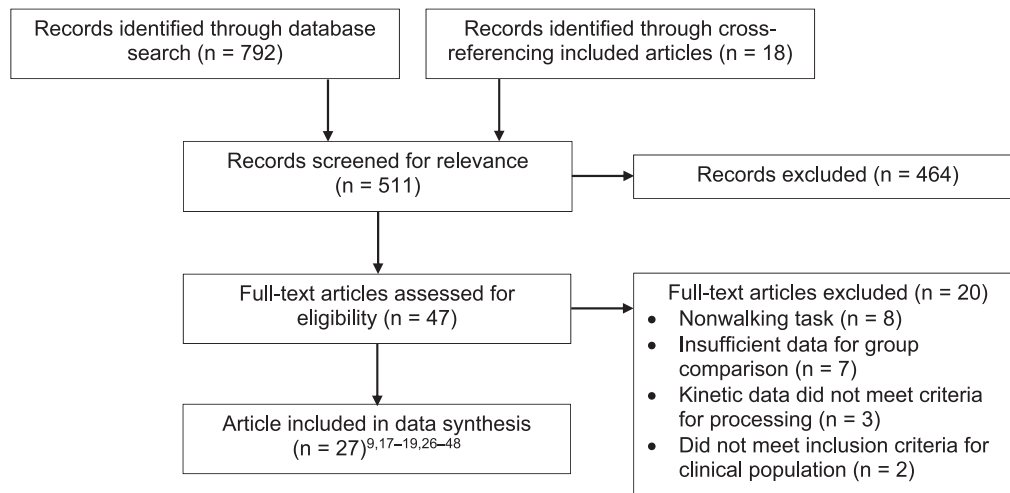 Records identified through database
search (n = 792)
Records identified through cross-
referencing included articles (n = 18)
Records screened for relevance
(n = 511)
Records excluded (n = 464)
Full-text articles assessed for
eligibility (n = 47)
Full-text articles excluded (n = 20)
• Nonwalking task (n = 8)
• Insufficient data for group
comparison (n = 7)
• Kinetic data did not meet criteria
for processing (n = 3)
• Did not meet inclusion criteria for
clinical population (n = 2)
Article included in data synthesis
(n = 27)9,17–19,26–48